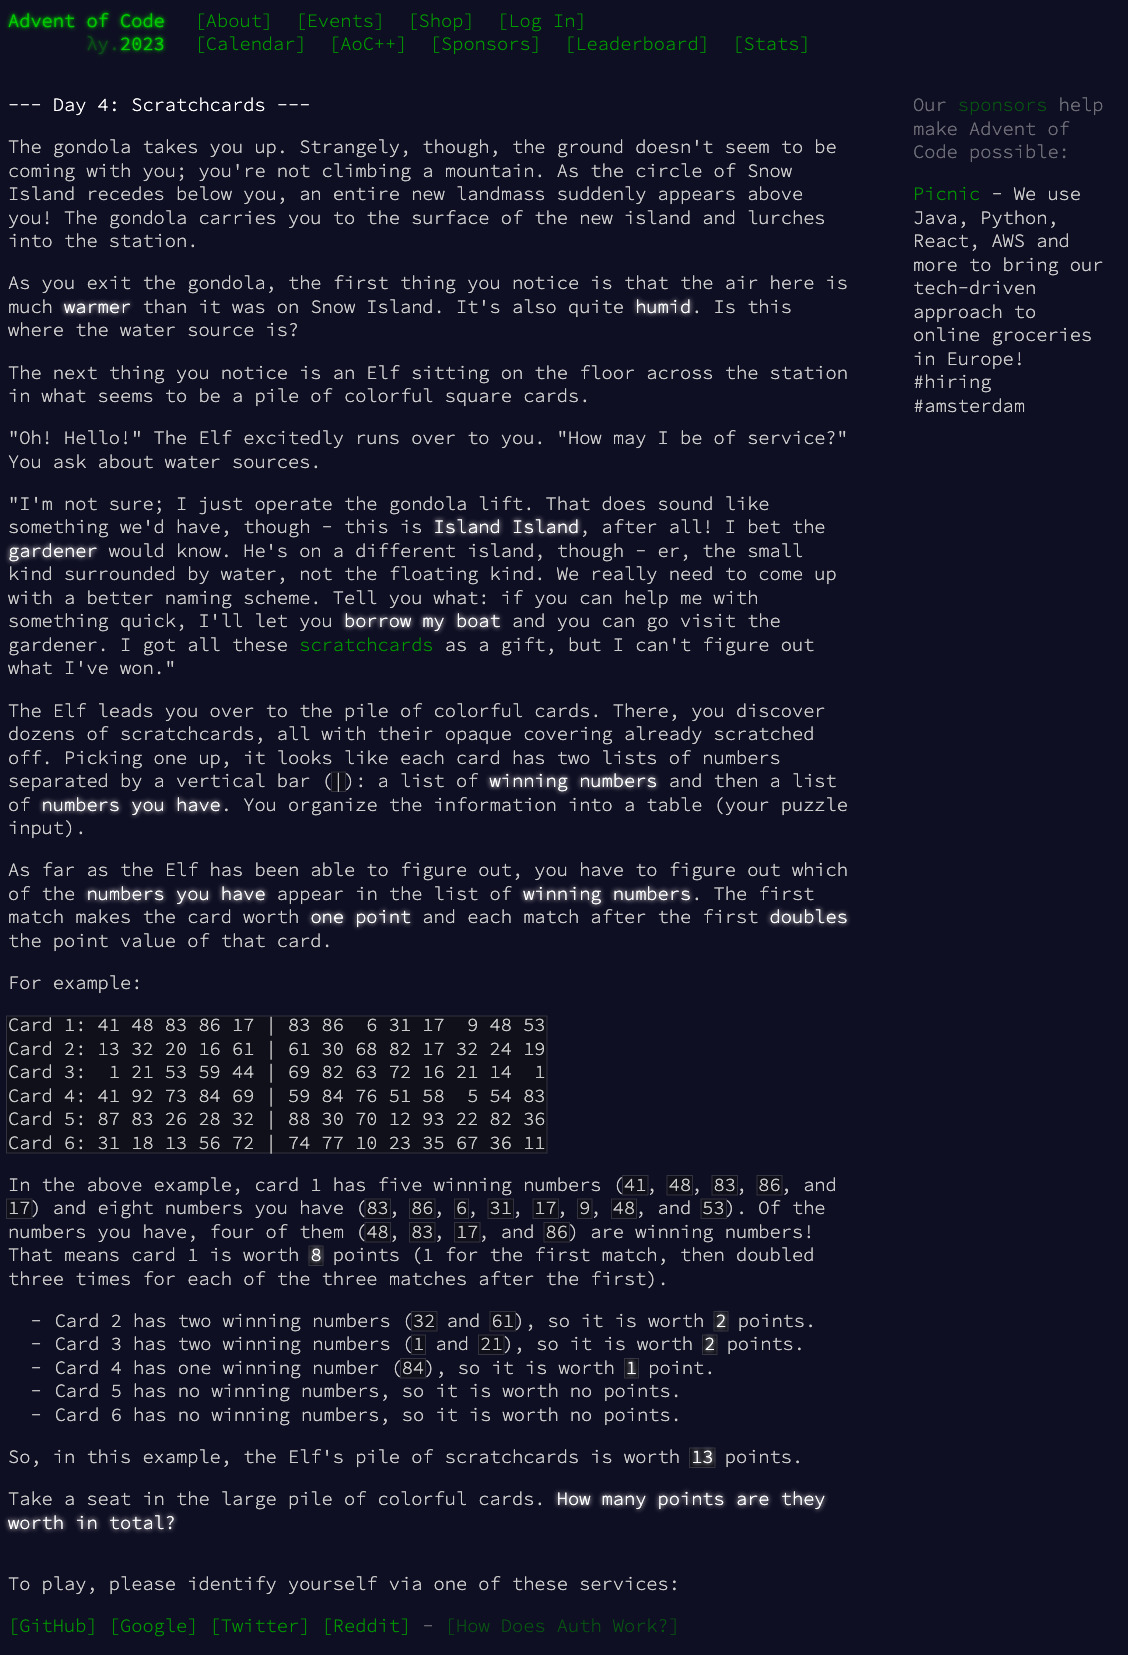 Advent of Code [About] [Events] [Shop] [Log In]
λy.2023 [Calendar] [AoC++] [Sponsors] [Leaderboard] [Stats]
--- Day 4: Scratchcards ---
The gondola takes you up. Strangely, though, the ground doesn't seem to be
coming with you; you're not climbing a mountain. As the circle of Snow
Island recedes below you, an entire new landmass suddenly appears above
you! The gondola carries you to the surface of the new island and lurches
into the station.
As you exit the gondola, the first thing you notice is that the air here is
much warmer than it was on Snow Island. It's also quite humid. Is this
where the water source is?
The next thing you notice is an Elf sitting on the floor across the station
in what seems to be a pile of colorful square cards.
"Oh! Hello!" The Elf excitedly runs over to you. "How may I be of service?"
You ask about water sources.
"I'm not sure; I just operate the gondola lift. That does sound like
something we'd have, though - this is Island Island, after all! I bet the
gardener would know. He's on a different island, though - er, the small
kind surrounded by water, not the floating kind. We really need to come up
with a better naming scheme. Tell you what: if you can help me with
something quick, I'll let you borrow my boat and you can go visit the
gardener. I got all these scratchcards as a gift, but I can't figure out
what I've won."
The Elf leads you over to the pile of colorful cards. There, you discover
dozens of scratchcards, all with their opaque covering already scratched
off. Picking one up, it looks like each card has two lists of numbers
separated by a vertical bar (|): a list of winning numbers and then a list
of numbers you have. You organize the information into a table (your puzzle
input).
As far as the Elf has been able to figure out, you have to figure out which
of the numbers you have appear in the list of winning numbers. The first
match makes the card worth one point and each match after the first doubles
the point value of that card.
For example:
Card 1: 41 48 83 86 17 | 83 86  6 31 17  9 48 53
Card 2: 13 32 20 16 61 | 61 30 68 82 17 32 24 19
Card 3:  1 21 53 59 44 | 69 82 63 72 16 21 14  1
Card 4: 41 92 73 84 69 | 59 84 76 51 58  5 54 83
Card 5: 87 83 26 28 32 | 88 30 70 12 93 22 82 36
Card 6: 31 18 13 56 72 | 74 77 10 23 35 67 36 11
In the above example, card 1 has five winning numbers (41, 48, 83, 86, and
17) and eight numbers you have (83, 86, 6, 31, 17, 9, 48, and 53). Of the
numbers you have, four of them (48, 83, 17, and 86) are winning numbers!
That means card 1 is worth 8 points (1 for the first match, then doubled
three times for each of the three matches after the first).
- Card 2 has two winning numbers (32 and 61), so it is worth 2 points.
- Card 3 has two winning numbers (1 and 21), so it is worth 2 points.
- Card 4 has one winning number (84), so it is worth 1 point.
- Card 5 has no winning numbers, so it is worth no points.
- Card 6 has no winning numbers, so it is worth no points.
So, in this example, the Elf's pile of scratchcards is worth 13 points.
Take a seat in the large pile of colorful cards. How many points are they
worth in total?
To play, please identify yourself via one of these services:
[GitHub] [Google] [Twitter] [Reddit] - [How Does Auth Work?]
Our sponsors help
make Advent of
Code possible:
Picnic - We use
Java, Python,
React, AWS and
more to bring our
tech-driven
approach to
online groceries
in Europe!
#hiring
#amsterdam